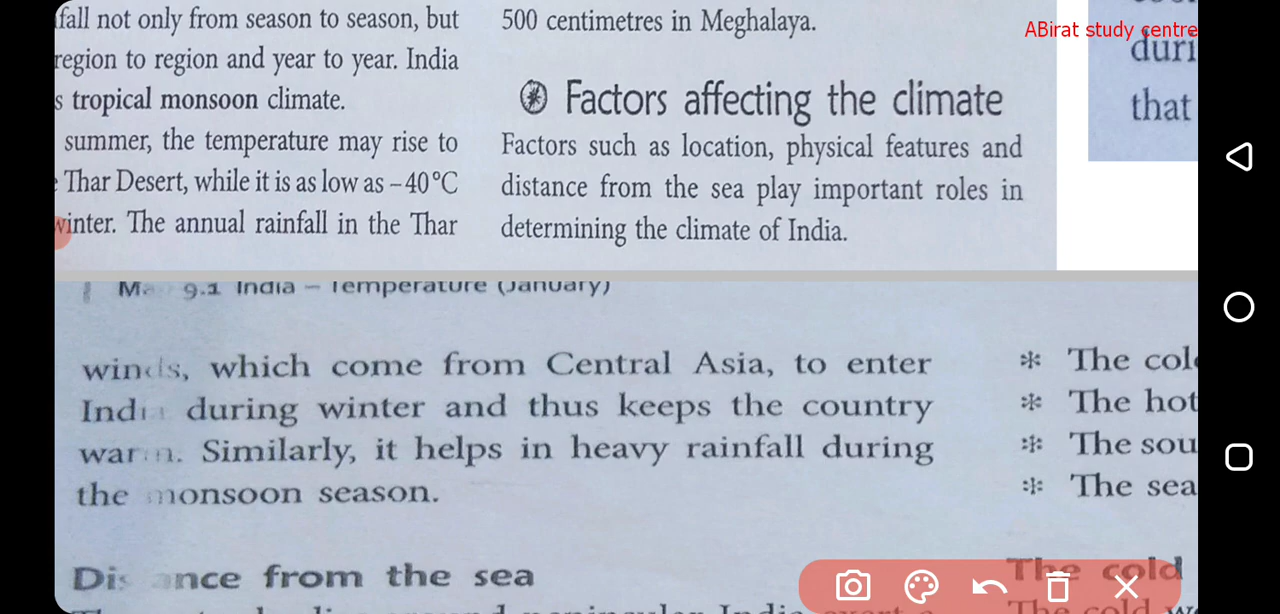 fall not only from season to season, but
region to region and year to year. India
s tropical monsoon climate.
summer, the temperature may rise to
Thar Desert, while it is as low as –40°C
winter. The annual rainfall in the Thar
500 centimetres in Meghalaya.
Factors affecting the climate
Factors such as location, physical features and
distance from the sea play important roles in
determining the climate of India.
ABirat study centre
duri
that
9.1 India – Temperature (January)
winds, which come from Central Asia, to enter
India during winter and thus keeps the country
warm. Similarly, it helps in heavy rainfall during
the monsoon season.
Distance from the sea
* The col
* The hot
* The sou
* The sea
The cold